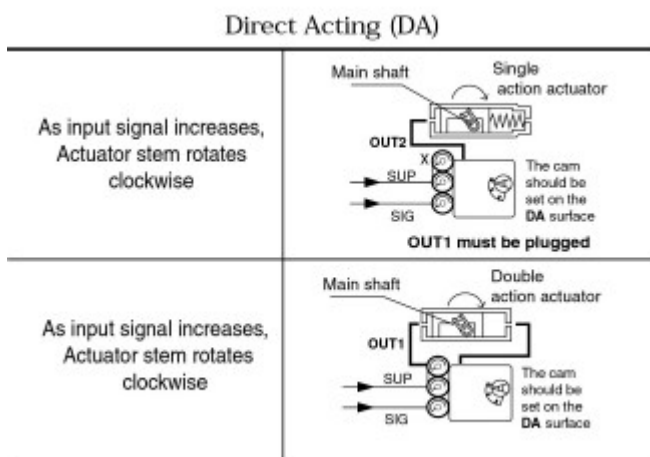 Direct Acting (DA)
As input signal increases,
Actuator stem rotates
clockwise
Main shaft
Single
action actuator
OUT2
X
SUP
SIG
The cam
should be
set on the
DA surface
OUT1 must be plugged
As input signal increases,
Actuator stem rotates
clockwise
Main shaft
Double
action actuator
OUT1
SUP
SIG
The cam
should be
set on the
DA surface